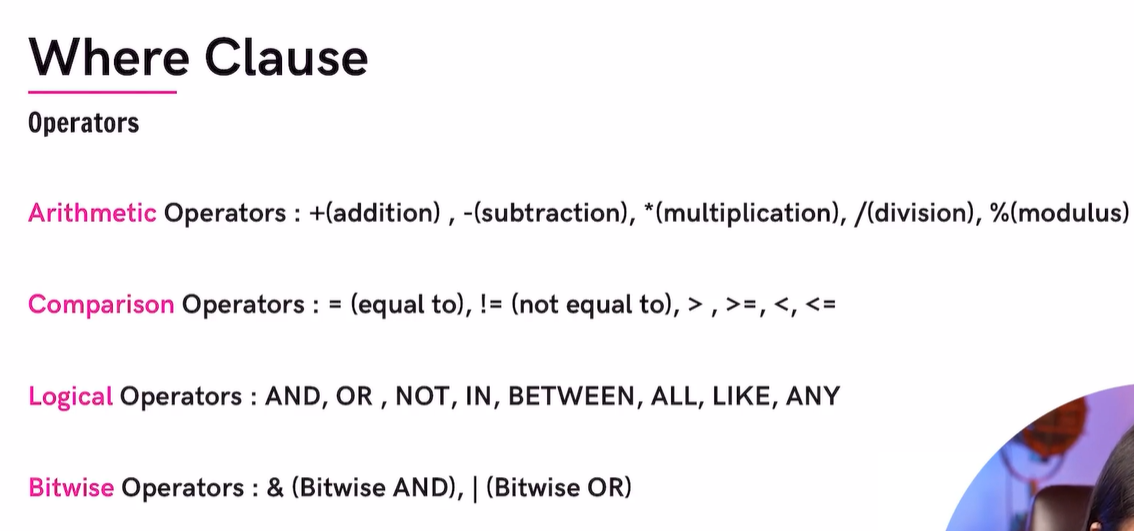 Where Clause
Operators
Arithmetic Operators : +(addition) , -(subtraction), *(multiplication), /(division), %(modulus)
Comparison Operators : = (equal to), != (not equal to), > , >=, <, <=
Logical Operators : AND, OR , NOT, IN, BETWEEN, ALL, LIKE, ANY
Bitwise Operators : & (Bitwise AND), | (Bitwise OR)